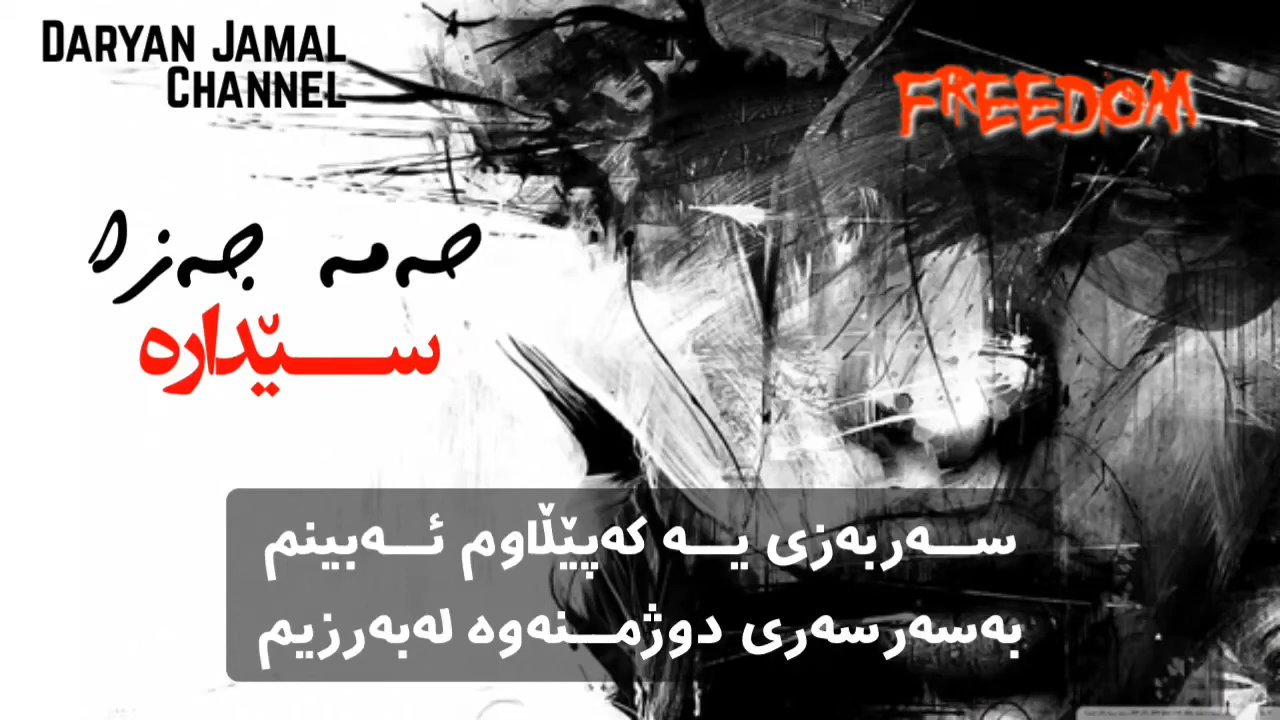 DARYAN JAMAL
CHANNEL
FREEDOM
حەمە جەزا
سێدارە
سەربەزی یە کەپێڵاوم ئەبینم
بەسەرسەری دوژمنەوە لەبەرزیم